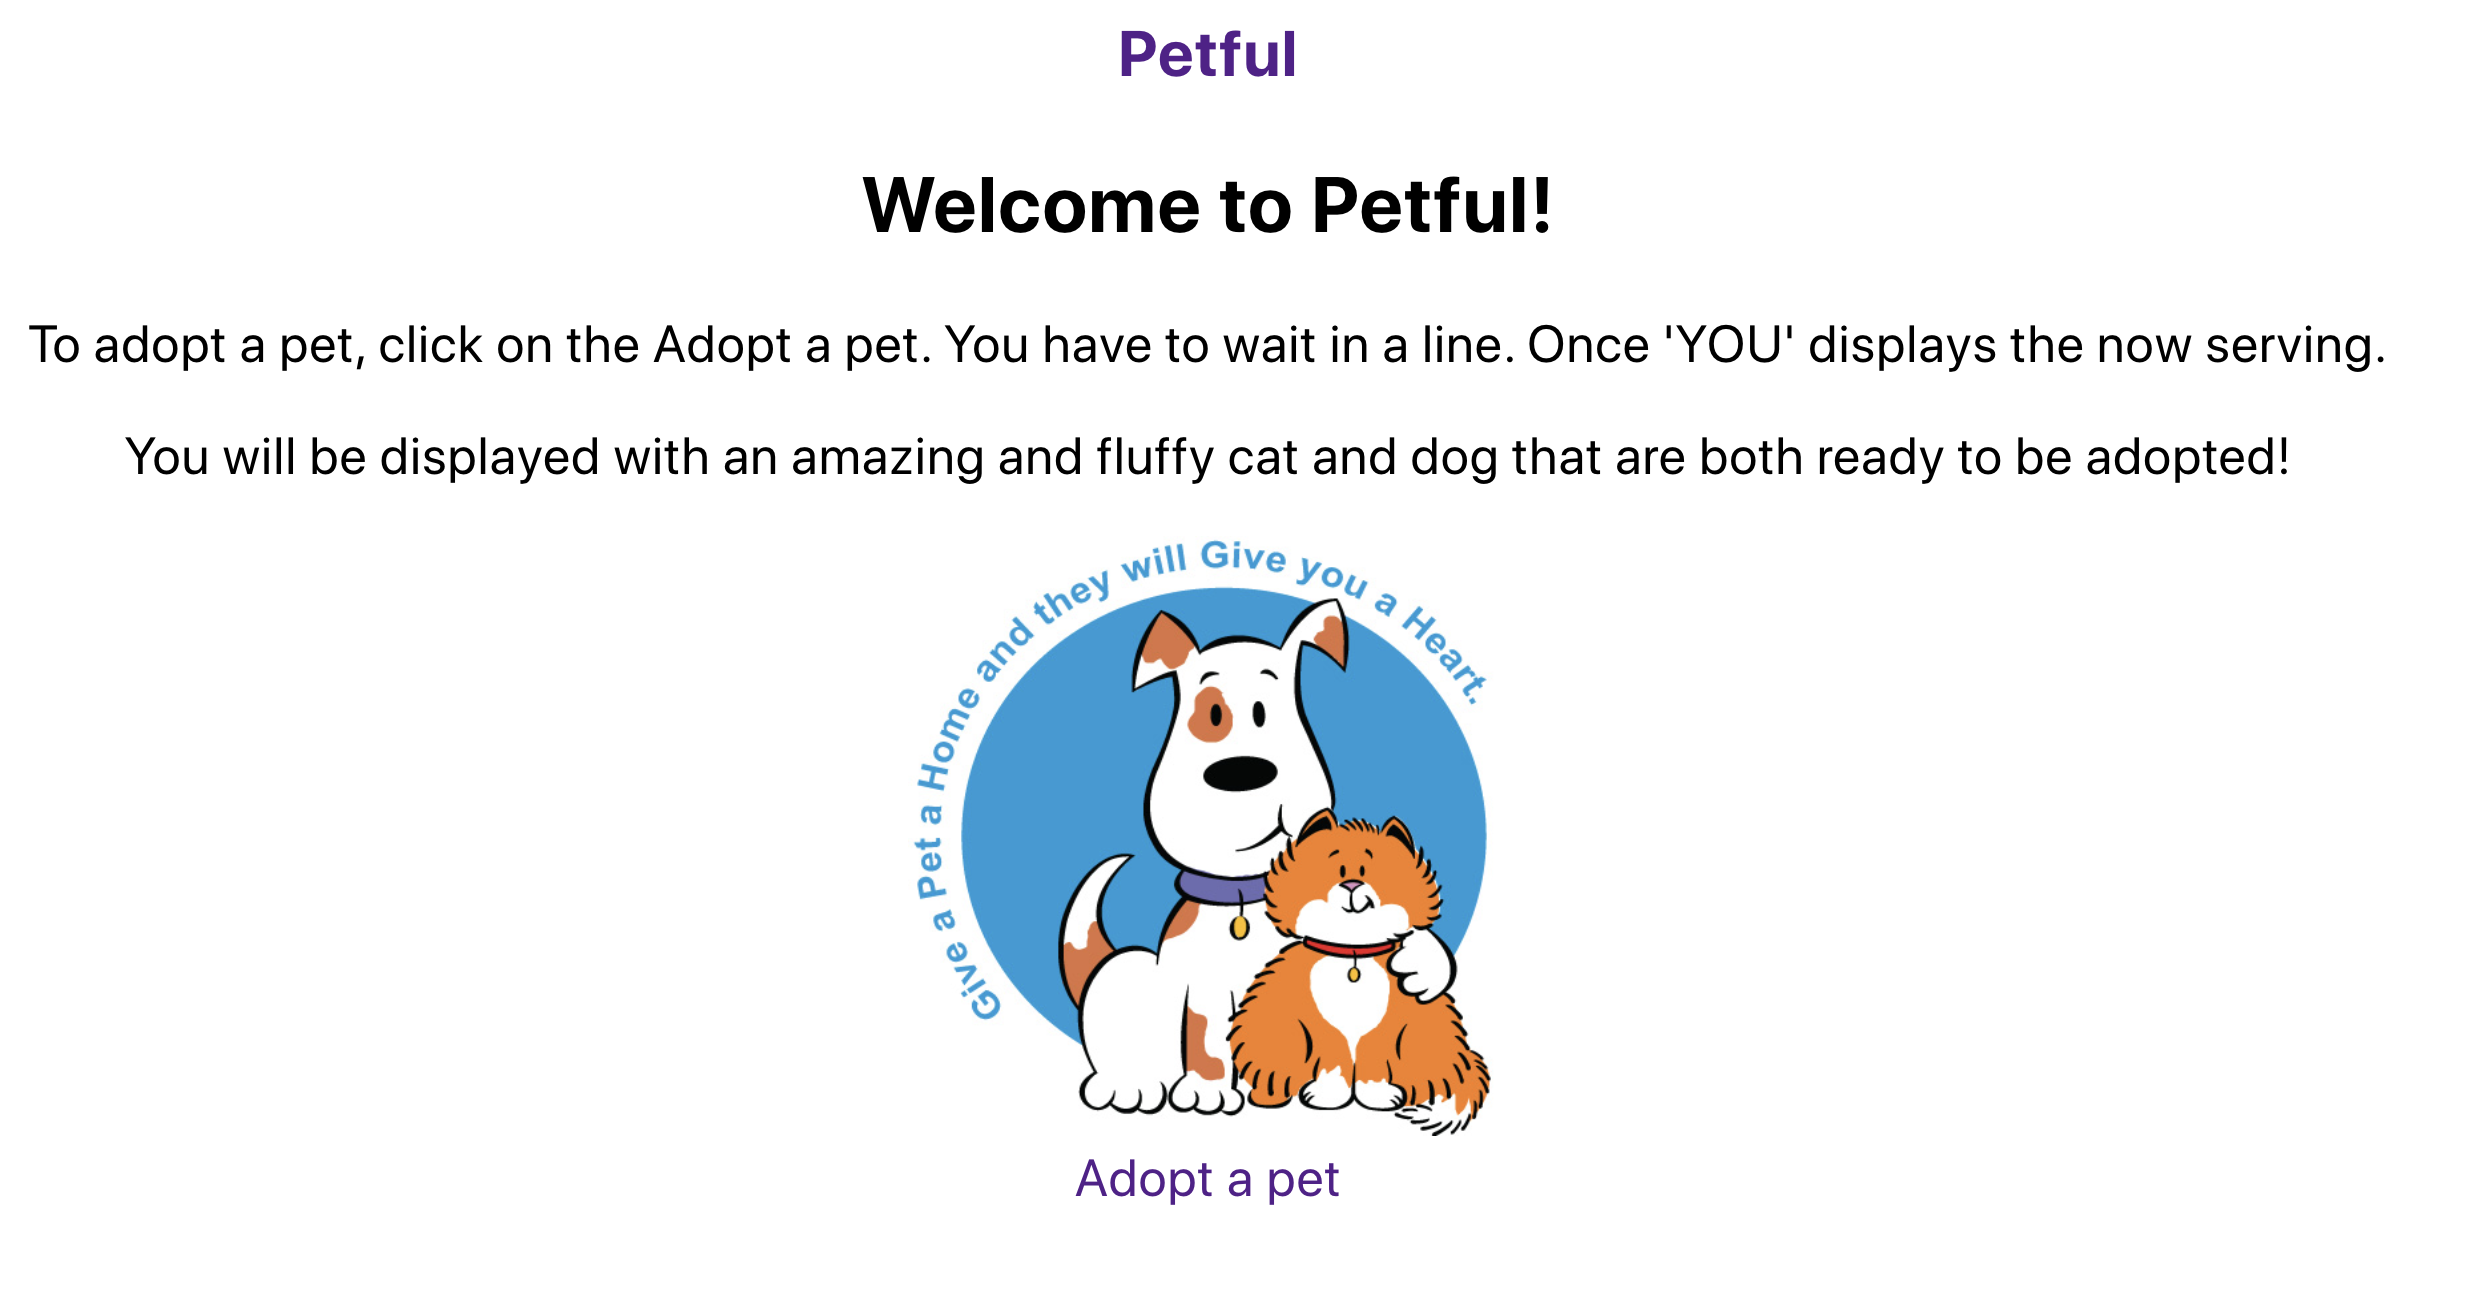 Petful
Welcome to Petful!
To adopt a pet, click on the Adopt a pet. You have to wait in a line. Once 'YOU' displays the now serving.
You will be displayed with an amazing and fluffy cat and dog that are both ready to be adopted!
Give a Pet a Home and they will Give you a Heart.
Adopt a pet